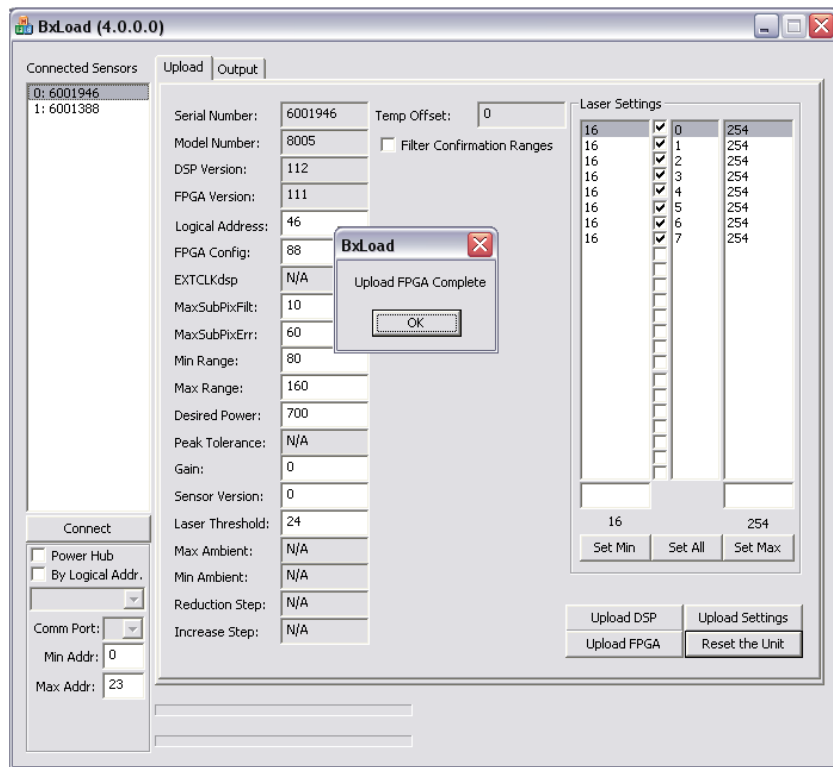 BxLoad (4.0.0.0)
Connected Sensors
0: 6001946
1: 6001388
Connect
Power Hub
By Logical Addr.
Comm Port:
Min Addr: 0
Max Addr: 23
Upload Output
Serial Number: 6001946
Model Number: 8005
DSP Version: 112
FPGA Version: 111
Logical Address: 46
FPGA Config: 88
EXTCLKdsp N/A
MaxSubPixFilt: 10
MaxSubPixErr: 60
Min Range: 80
Max Range: 160
Desired Power: 700
Peak Tolerance: N/A
Gain: 0
Sensor Version: 0
Laser Threshold: 24
Max Ambient: N/A
Min Ambient: N/A
Reduction Step: N/A
Increase Step: N/A
Temp Offset: 0
Filter Confirmation Ranges
BxLoad
Upload FPGA Complete
OK
Laser Settings
16 0 254
16 1 254
16 2 254
16 3 254
16 4 254
16 5 254
16 6 254
16 7 254
16 254
Set Min Set All Set Max
Upload DSP Upload Settings
Upload FPGA Reset the Unit